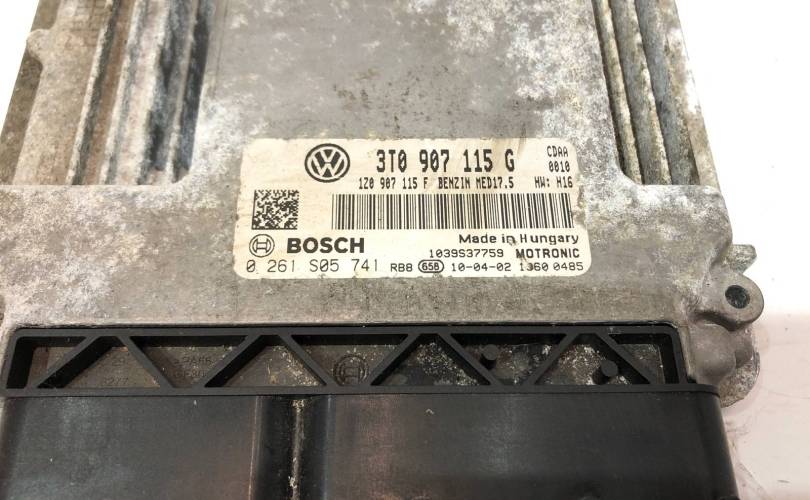 3T0 907 115 G CDAA
1Z0 907 115 F BENZIN MED17.5 0010
HW: H16
BOSCH Made in Hungary
1039S37759 MOTRONIC
0 261 S05 741 RB8 658 10-04-02 1J60 0485